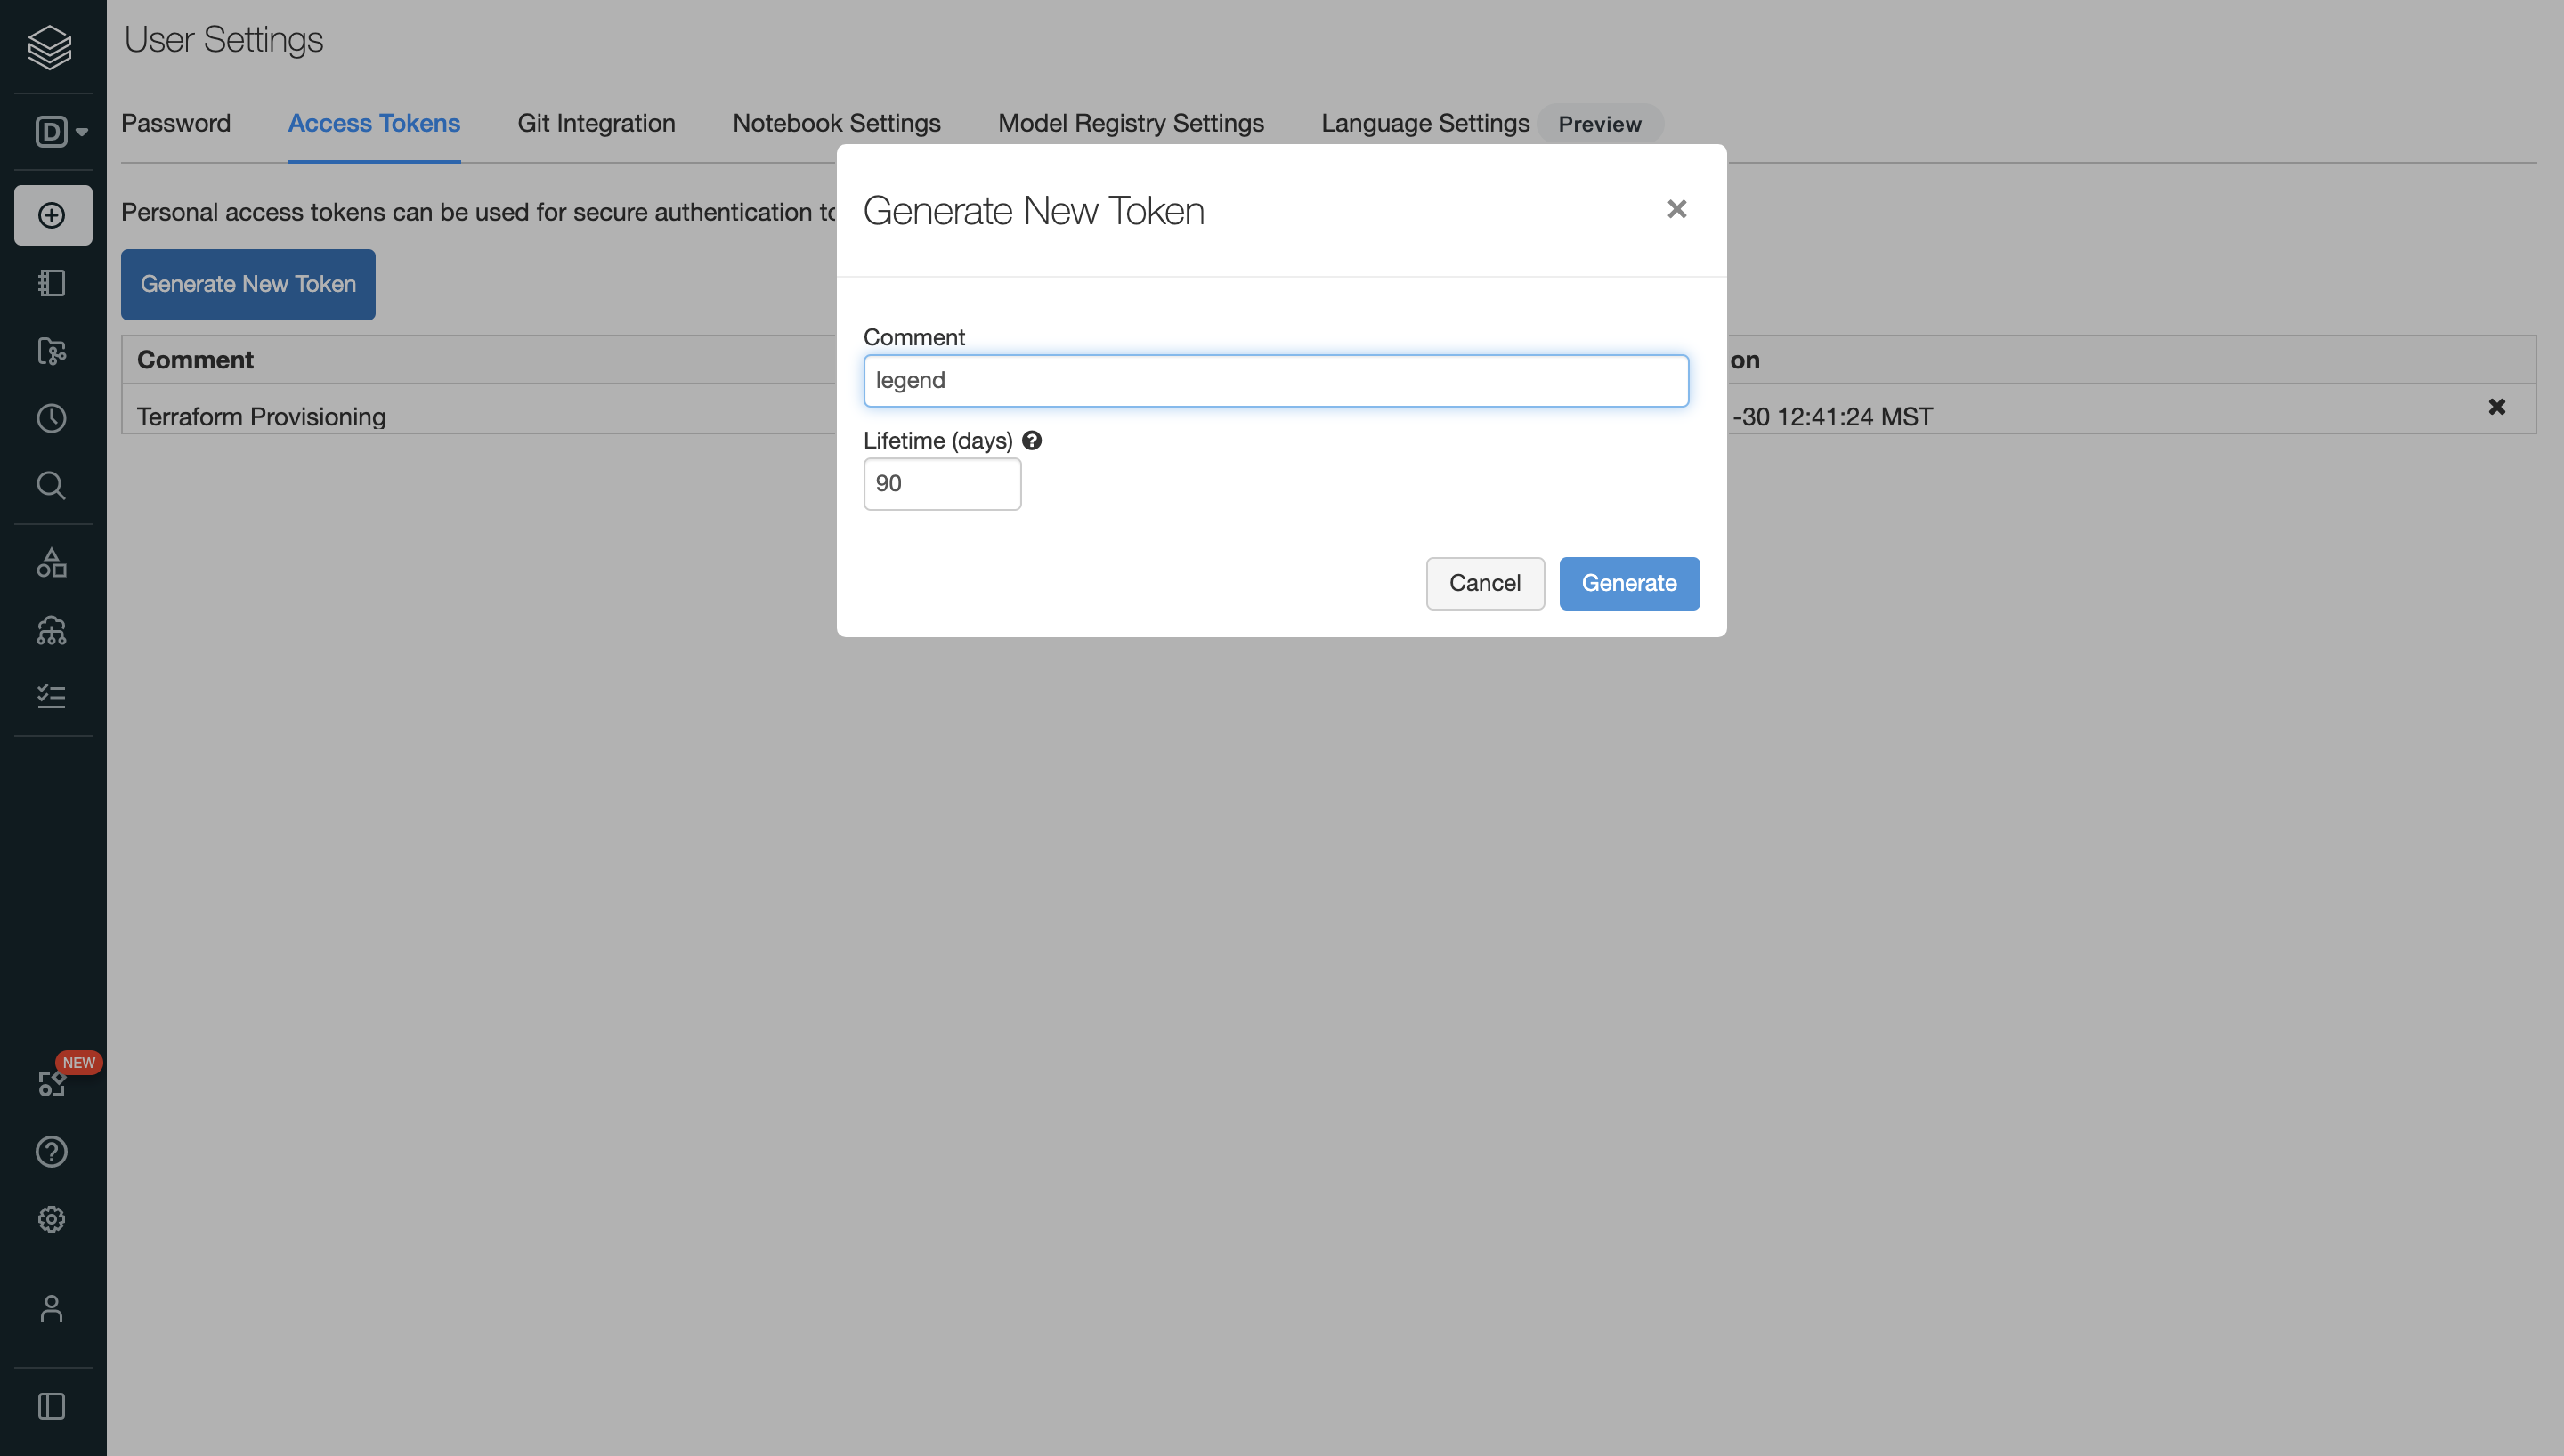 User Settings
D
Password Access Tokens Git Integration Notebook Settings Model Registry Settings Language Settings Preview
Personal access tokens can be used for secure authentication
Generate New Token
Comment
Terraform Provisioning
-30 12:41:24 MST
Generate New Token
Comment
legend
Lifetime (days)
90
Cancel Generate
NEW